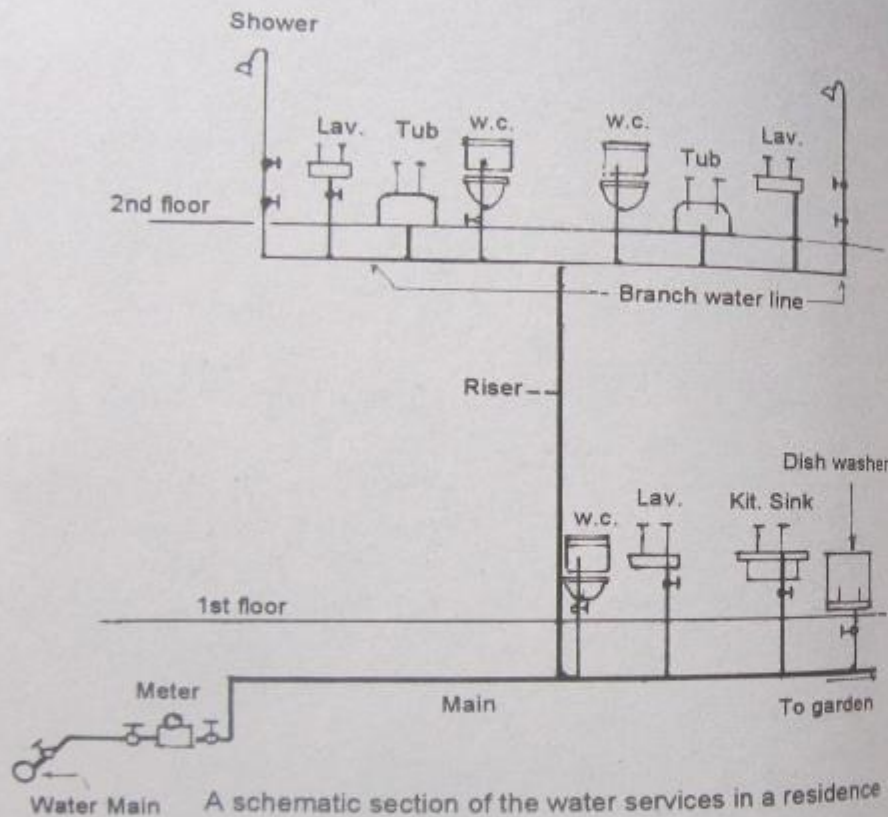 Shower
Lav.
Tub
w.c.
w.c.
Tub
Lav.
2nd floor
Branch water line
Riser
Dish washer
w.c.
Lav.
Kit. Sink
1st floor
Meter
Main
To garden
Water Main
A schematic section of the water services in a residence